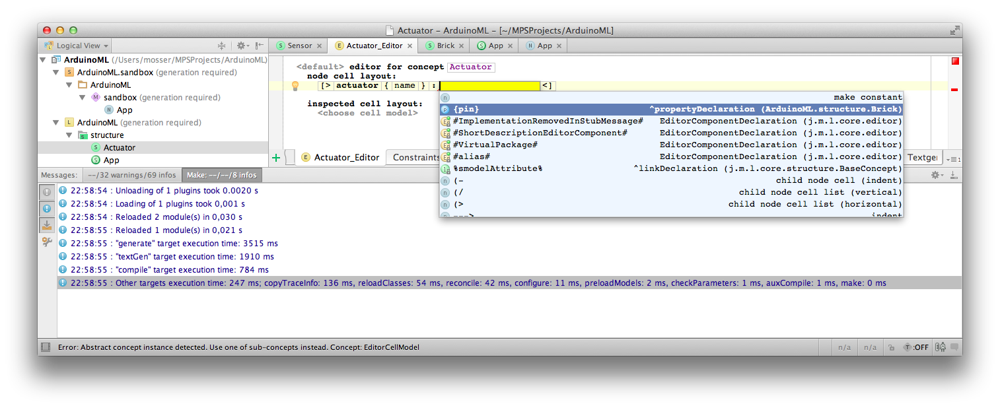 Actuator – ArduinoML – [~/MPSProjects/ArduinoML]
Logical View
Sensor
Actuator_Editor
Brick
App
App
ArduinoML (/Users/mosser/MPSProjects/ArduinoML)
ArduinoML.sandbox (generation required)
ArduinoML
sandbox (generation required)
App
ArduinoML (generation required)
structure
Actuator
App
<default> editor for concept Actuator
node cell layout:
[> actuator { name } : <]
inspected cell layout:
<choose cell model>
make constant
{pin} ^propertyDeclaration (ArduinoML.structure.Brick)
#ImplementationRemovedInStubMessage# EditorComponentDeclaration (j.m.l.core.editor)
#ShortDescriptionEditorComponent# EditorComponentDeclaration (j.m.l.core.editor)
#VirtualPackage# EditorComponentDeclaration (j.m.l.core.editor)
#alias# EditorComponentDeclaration (j.m.l.core.editor)
%smodelAttribute% ^linkDeclaration (j.m.l.core.structure.BaseConcept)
(- child node cell (indent)
(/ child node cell list (vertical)
(> child node cell list (horizontal)
---> indent
Actuator_Editor
Constraints
Textgen
Messages:
--/32 warnings/69 infos
Make: --/--/8 infos
22:58:54 : Unloading of 1 plugins took 0.0020 s
22:58:54 : Loading of 1 plugins took 0,001 s
22:58:54 : Reloaded 2 module(s) in 0,030 s
22:58:55 : Reloaded 1 module(s) in 0,021 s
22:58:55 : "generate" target execution time: 3515 ms
22:58:55 : "textGen" target execution time: 1910 ms
22:58:55 : "compile" target execution time: 784 ms
22:58:55 : Other targets execution time: 247 ms; copyTraceInfo: 136 ms, reloadClasses: 54 ms, reconcile: 42 ms, configure: 11 ms, preloadModels: 2 ms, checkParameters: 1 ms, auxCompile: 1 ms, make: 0 ms
Error: Abstract concept instance detected. Use one of sub-concepts instead. Concept: EditorCellModel
n/a
n/a
T:OFF